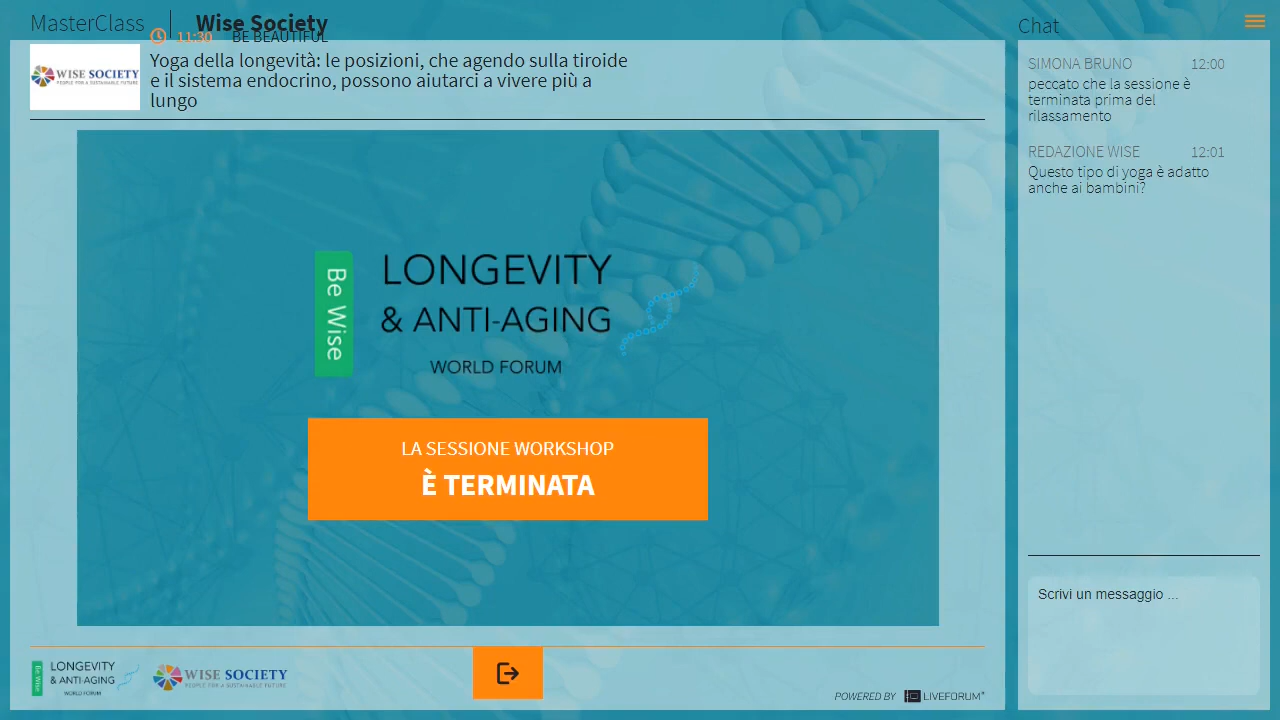 MasterClass
Wise Society
11:30 BE BEAUTIFUL
WISE SOCIETY
PEOPLE FOR A SUSTAINABLE FUTURE
Yoga della longevità: le posizioni, che agendo sulla tiroide
e il sistema endocrino, possono aiutarci a vivere più a
lungo
Be Wise
LONGEVITY
& ANTI-AGING
WORLD FORUM
LA SESSIONE WORKSHOP
È TERMINATA
Be Wise
LONGEVITY
& ANTI-AGING
WORLD FORUM
WISE SOCIETY
PEOPLE FOR A SUSTAINABLE FUTURE
POWERED BY LIVEFORUM
Chat
SIMONA BRUNO 12:00
peccato che la sessione è
terminata prima del
rilassamento
REDAZIONE WISE 12:01
Questo tipo di yoga è adatto
anche ai bambini?
Scrivi un messaggio ...